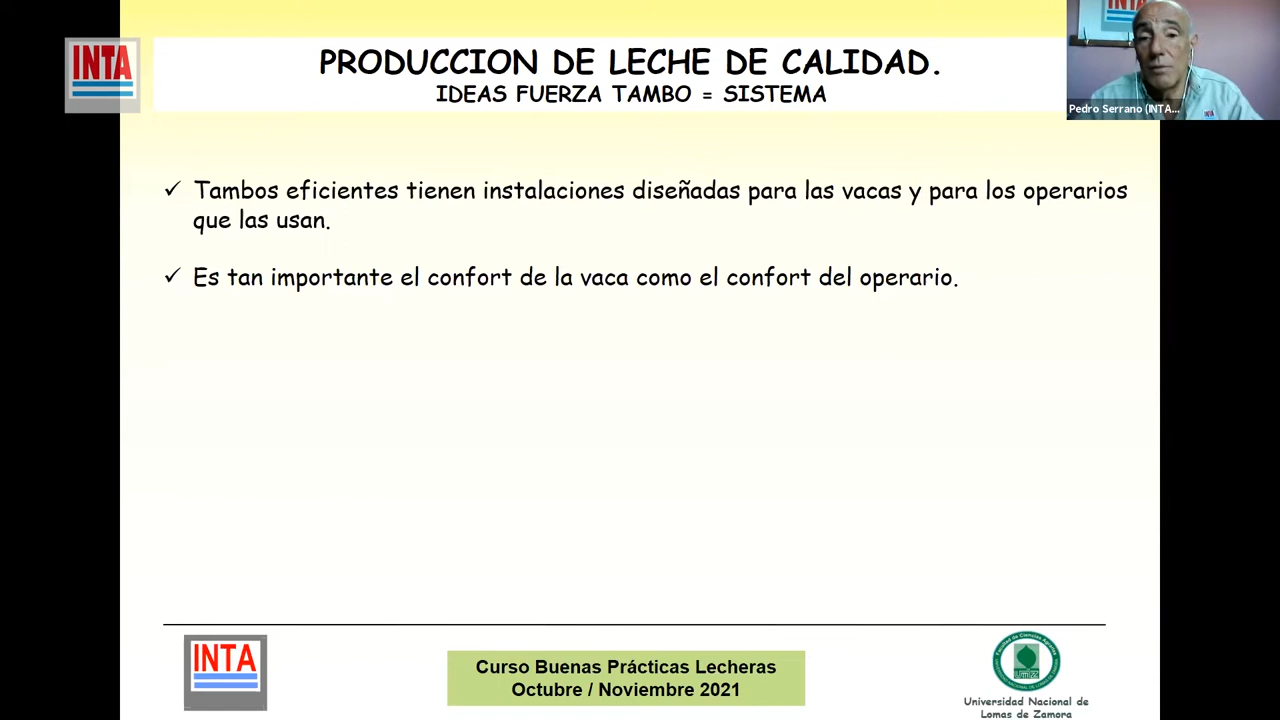 INTA
PRODUCCION DE LECHE DE CALIDAD.
IDEAS FUERZA TAMBO = SISTEMA
INTA
Pedro Serrano (INTA...
✓ Tambos eficientes tienen instalaciones diseñadas para las vacas y para los operarios
que las usan.
✓ Es tan importante el confort de la vaca como el confort del operario.
INTA
Curso Buenas Prácticas Lecheras
Octubre / Noviembre 2021
Universidad Nacional de
Lomas de Zamora